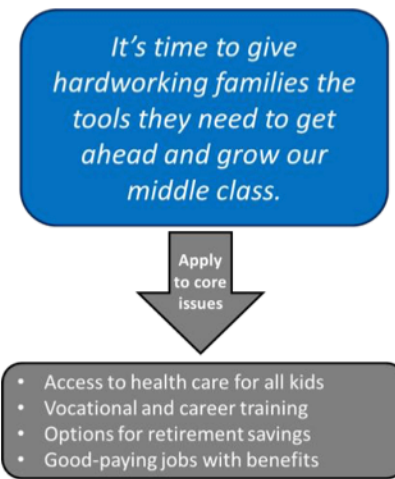 It’s time to give
hardworking families the
tools they need to get
ahead and grow our
middle class.
Apply
to core
issues
• Access to health care for all kids
• Vocational and career training
• Options for retirement savings
• Good-paying jobs with benefits